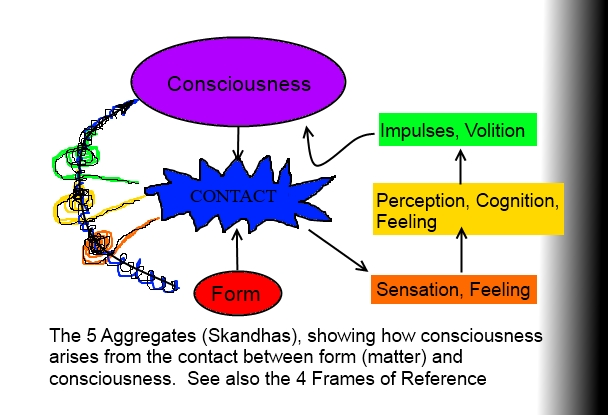 Consciousness
Impulses, Volition
CONTACT
Perception, Cognition,
Feeling
Form
Sensation, Feeling
The 5 Aggregates (Skandhas), showing how consciousness
arises from the contact between form (matter) and
consciousness.  See also the 4 Frames of Reference